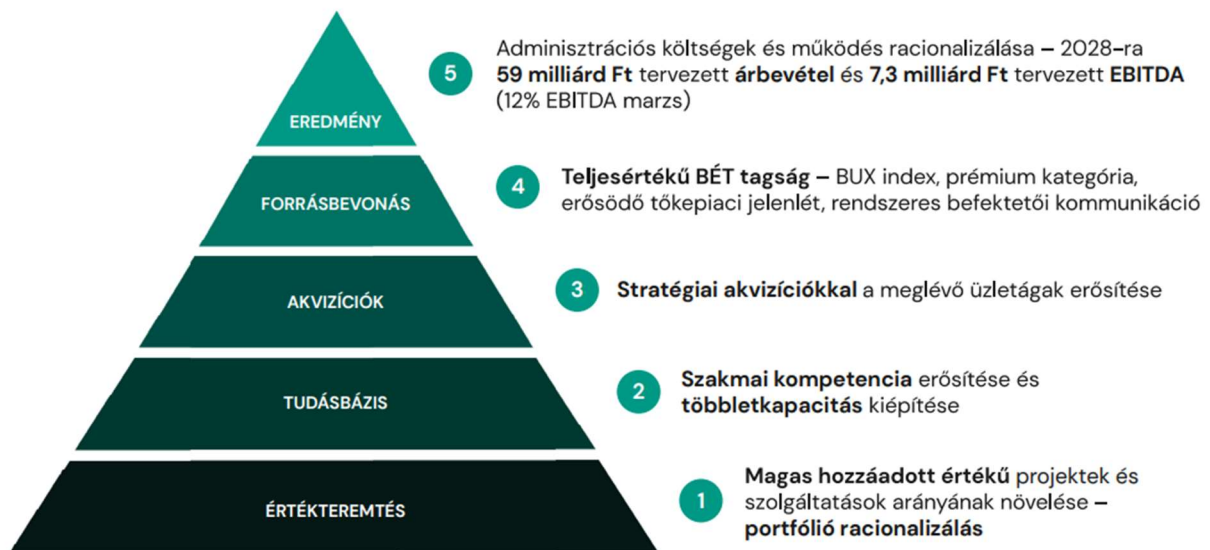 EREDMÉNY
5
Adminisztrációs költségek és működés racionalizálása – 2028-ra
59 milliárd Ft tervezett árbevétel és 7,3 milliárd Ft tervezett EBITDA
(12% EBITDA marzs)
FORRÁSBEVONÁS
4
Teljesértékű BÉT tagság – BUX index, prémium kategória,
erősödő tőkepiaci jelenlét, rendszeres befektetői kommunikáció
AKVIZÍCIÓK
3
Stratégiai akvizíciókkal a meglévő üzletágak erősítése
TUDÁSBÁZIS
2
Szakmai kompetencia erősítése és
többletkapacitás kiépítése
ÉRTÉKTEREMTÉS
1
Magas hozzáadott értékű projektek és
szolgáltatások arányának növelése –
portfólió racionalizálás